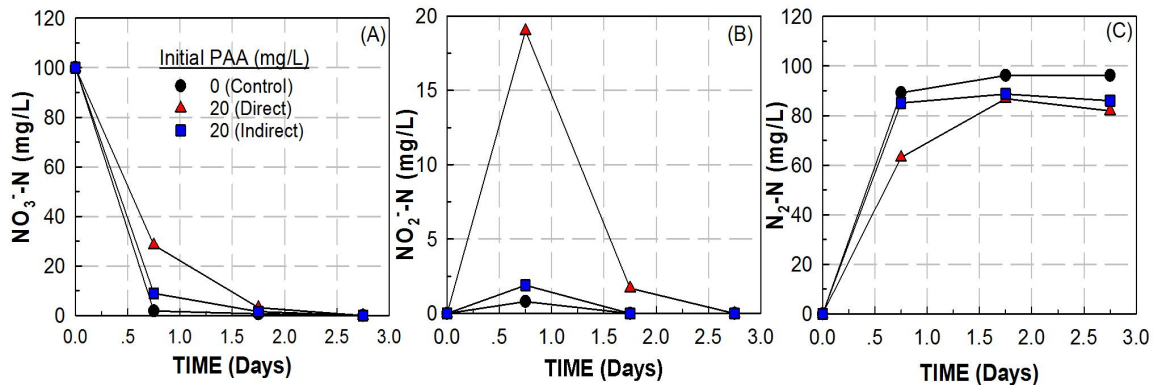 (A)
120
100
80
60
40
20
0
NO₃⁻-N (mg/L)
Initial PAA (mg/L)
0 (Control)
20 (Direct)
20 (Indirect)
.0 .5 1.0 1.5 2.0 2.5 3.0
TIME (Days)
(B)
20
15
10
5
0
NO₂⁻-N (mg/L)
.0 .5 1.0 1.5 2.0 2.5 3.0
TIME (Days)
(C)
120
100
80
60
40
20
0
N₂-N (mg/L)
.0 .5 1.0 1.5 2.0 2.5 3.0
TIME (Days)